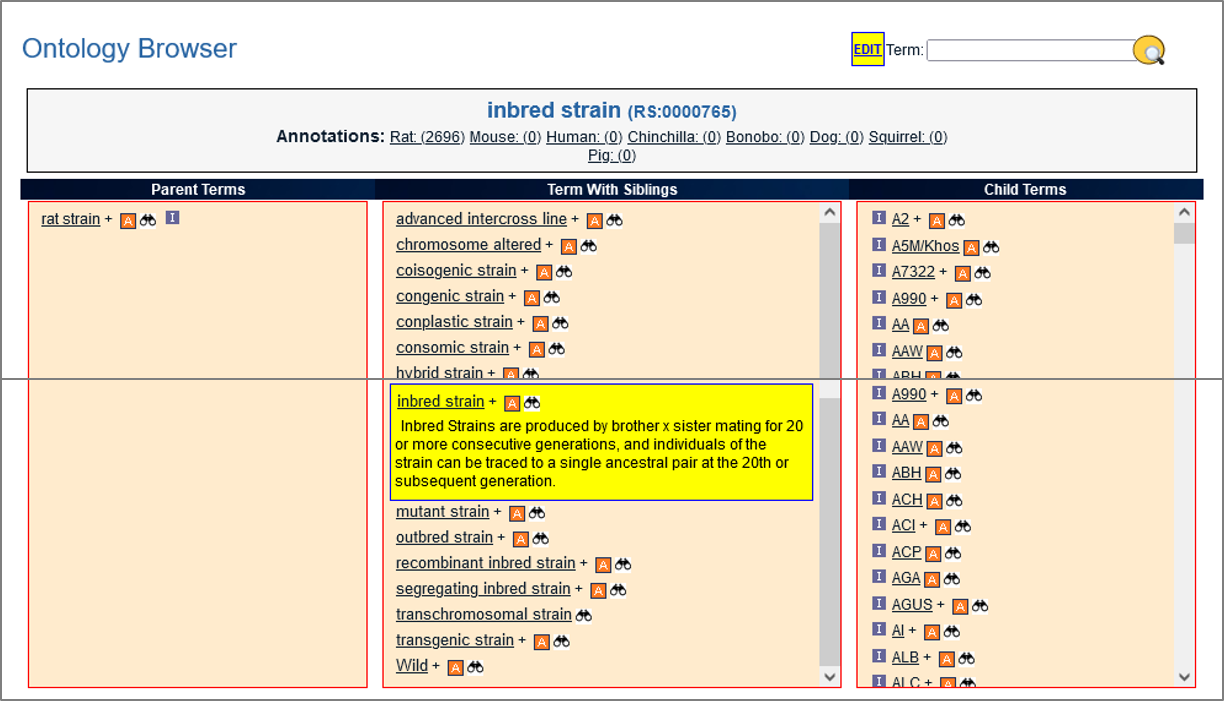 Ontology Browser
EDIT Term:
inbred strain (RS:0000765)
Annotations: Rat: (2696) Mouse: (0) Human: (0) Chinchilla: (0) Bonobo: (0) Dog: (0) Squirrel: (0)
Pig: (0)
Parent Terms
rat strain + A I
Term With Siblings
advanced intercross line + A
chromosome altered + A
coisogenic strain + A
congenic strain + A
conplastic strain + A
consomic strain + A
hybrid strain + A
inbred strain + A
Inbred Strains are produced by brother x sister mating for 20
or more consecutive generations, and individuals of the
strain can be traced to a single ancestral pair at the 20th or
subsequent generation.
mutant strain + A
outbred strain + A
recombinant inbred strain + A
segregating inbred strain + A
transchromosomal strain
transgenic strain + A
Wild + A
Child Terms
I A2 + A
I A5M/Khos A
I A7322 + A
I A990 + A
I AA A
I AAW A
I ABH A
I A990 + A
I AA A
I AAW A
I ABH A
I ACH A
I ACI + A
I ACP A
I AGA A
I AGUS + A
I AI + A
I ALB + A
I ALC + A